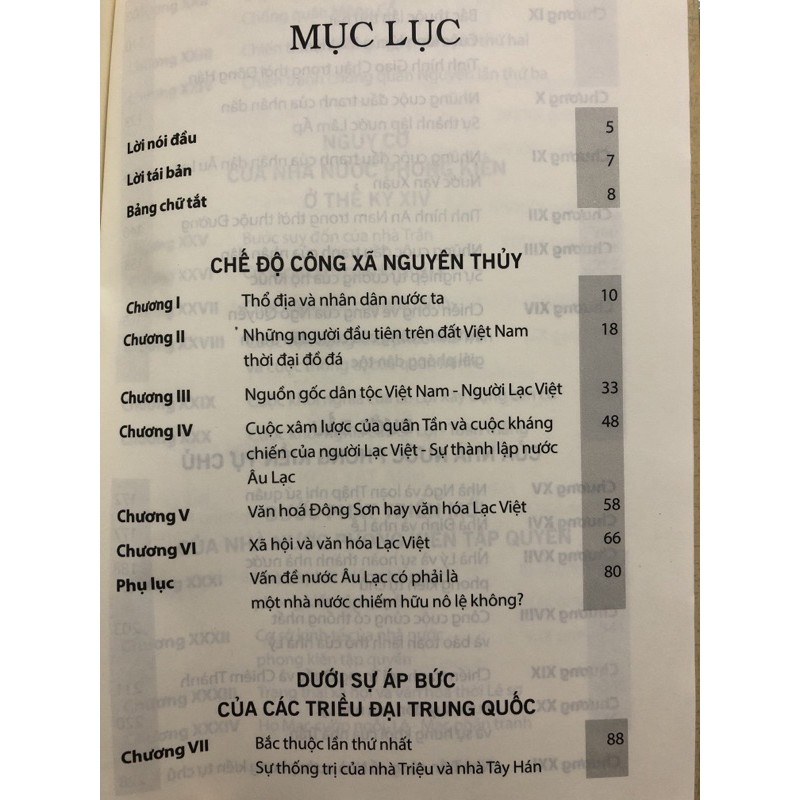 MỤC LỤC
Lời nói đầu 5
Lời tái bản 7
Bảng chữ tắt 8
CHẾ ĐỘ CÔNG XÃ NGUYÊN THỦY
Chương I Thổ địa và nhân dân nước ta 10
Chương II Những người đầu tiên trên đất Việt Nam 18
thời đại đồ đá
Chương III Nguồn gốc dân tộc Việt Nam - Người Lạc Việt 33
Chương IV Cuộc xâm lược của quân Tần và cuộc kháng 48
chiến của người Lạc Việt - Sự thành lập nước
Âu Lạc
Chương V Văn hoá Đông Sơn hay văn hóa Lạc Việt 58
Chương VI Xã hội và văn hóa Lạc Việt 66
Phụ lục Vấn đề nước Âu Lạc có phải là 80
một nhà nước chiếm hữu nô lệ không?
DƯỚI SỰ ÁP BỨC
CỦA CÁC TRIỀU ĐẠI TRUNG QUỐC
Chương VII Bắc thuộc lần thứ nhất 88
Sự thống trị của nhà Triệu và nhà Tây Hán